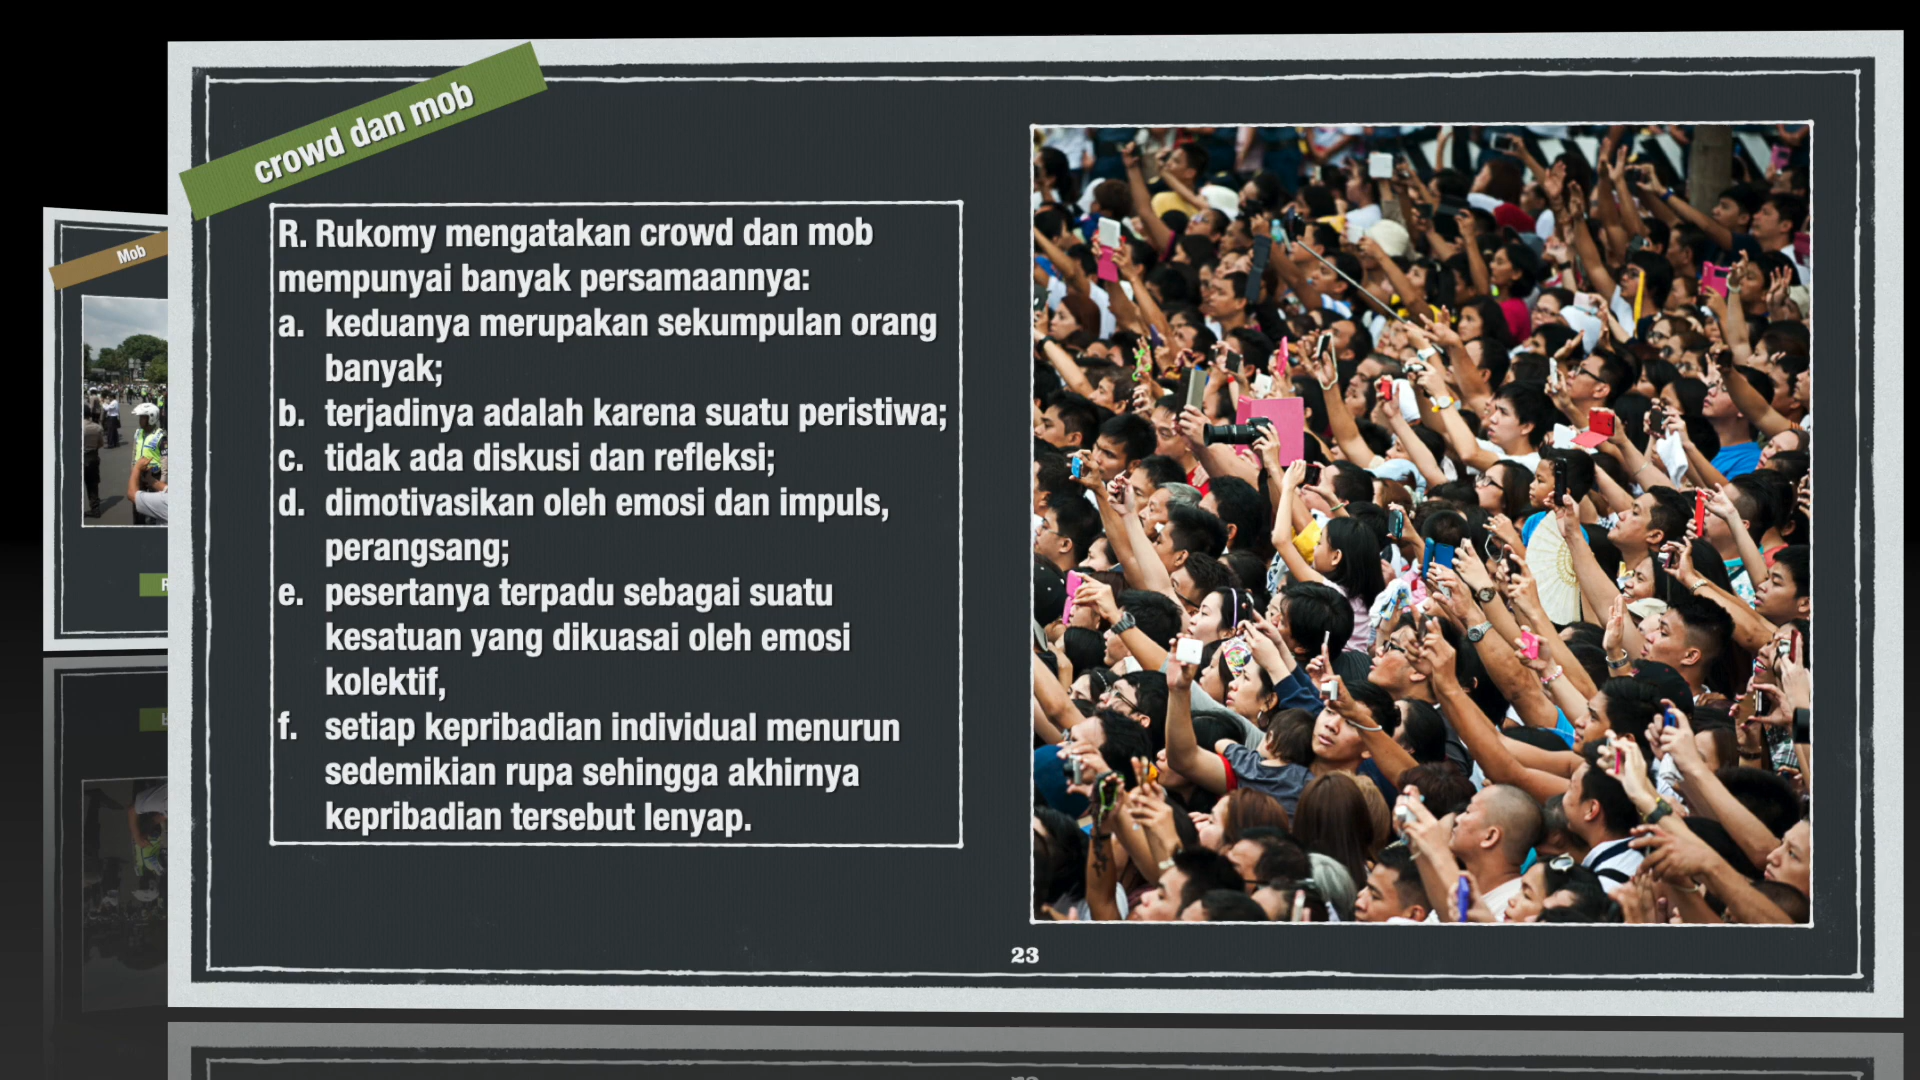 crowd dan mob
R. Rukomy mengatakan crowd dan mob
mempunyai banyak persamaannya:
a. keduanya merupakan sekumpulan orang
banyak;
b. terjadinya adalah karena suatu peristiwa;
c. tidak ada diskusi dan refleksi;
d. dimotivasikan oleh emosi dan impuls,
perangsang;
e. pesertanya terpadu sebagai suatu
kesatuan yang dikuasai oleh emosi
kolektif,
f. setiap kepribadian individual menurun
sedemikian rupa sehingga akhirnya
kepribadian tersebut lenyap.
23
Mob